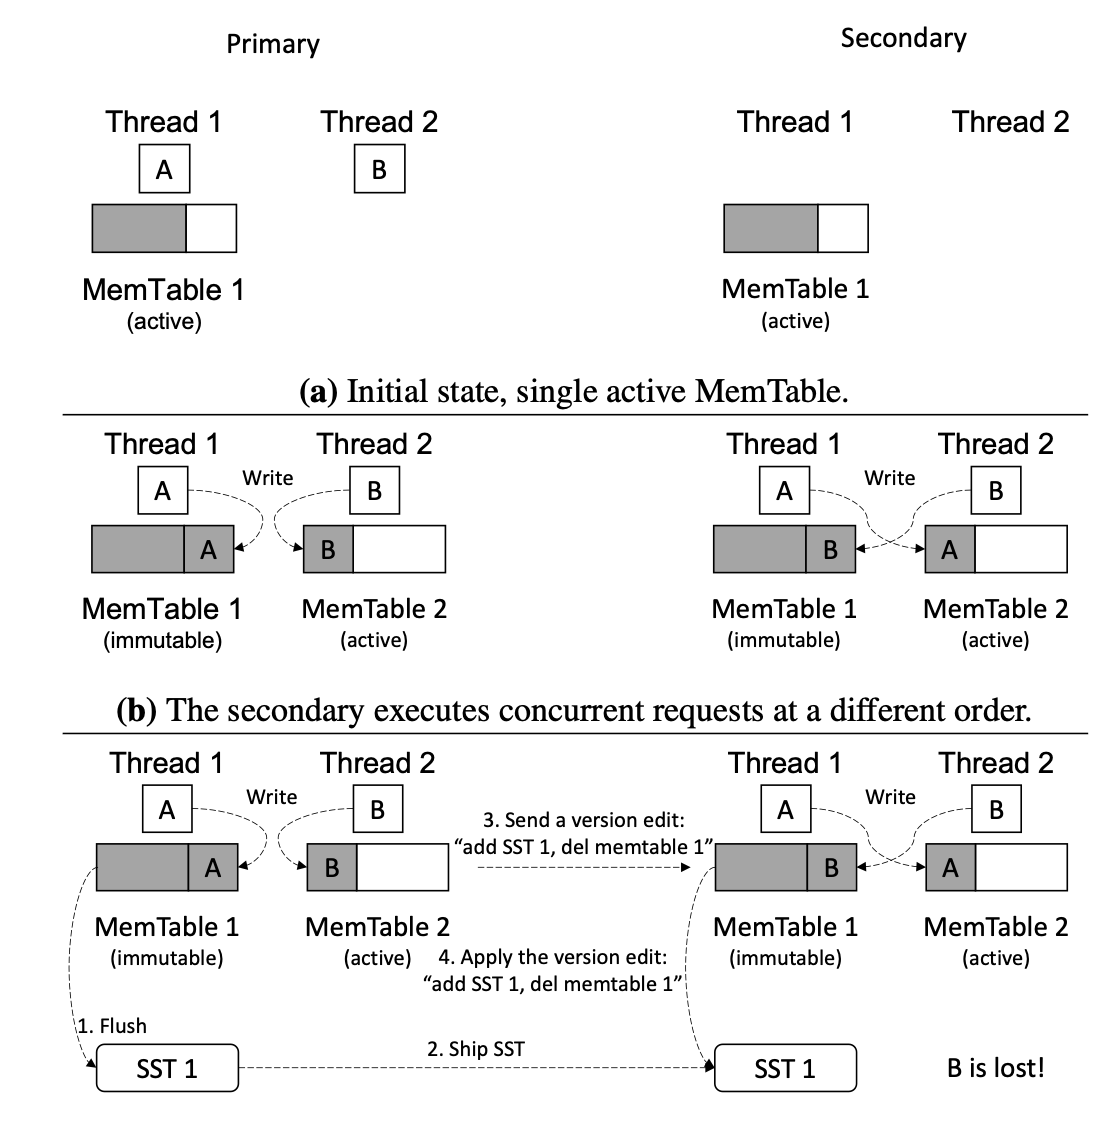 Primary
Secondary
Thread 1
Thread 2
Thread 1
Thread 2
A
B
MemTable 1
(active)
MemTable 1
(active)
(a) Initial state, single active MemTable.
Thread 1
Thread 2
Thread 1
Thread 2
A
Write
B
A
Write
B
A
B
B
A
MemTable 1
(immutable)
MemTable 2
(active)
MemTable 1
(immutable)
MemTable 2
(active)
(b) The secondary executes concurrent requests at a different order.
Thread 1
Thread 2
Thread 1
Thread 2
A
Write
B
A
Write
B
3. Send a version edit:
“add SST 1, del memtable 1”
A
B
B
A
MemTable 1
(immutable)
MemTable 2
(active)
MemTable 1
(immutable)
MemTable 2
(active)
4. Apply the version edit:
“add SST 1, del memtable 1”
1. Flush
2. Ship SST
SST 1
SST 1
B is lost!